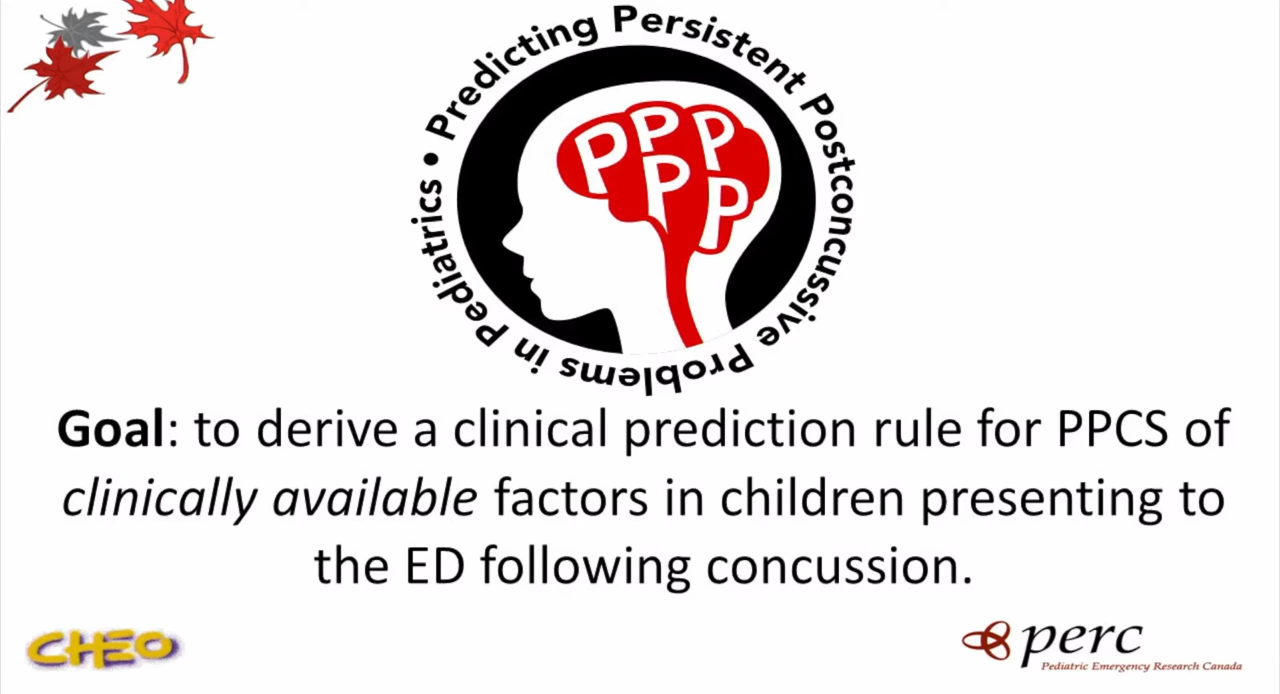 • Predicting Persistent Postconcussive Problems in Pediatrics
P P P
P P
Goal: to derive a clinical prediction rule for PPCS of
clinically available factors in children presenting to
the ED following concussion.
CHEO
perc
Pediatric Emergency Research Canada